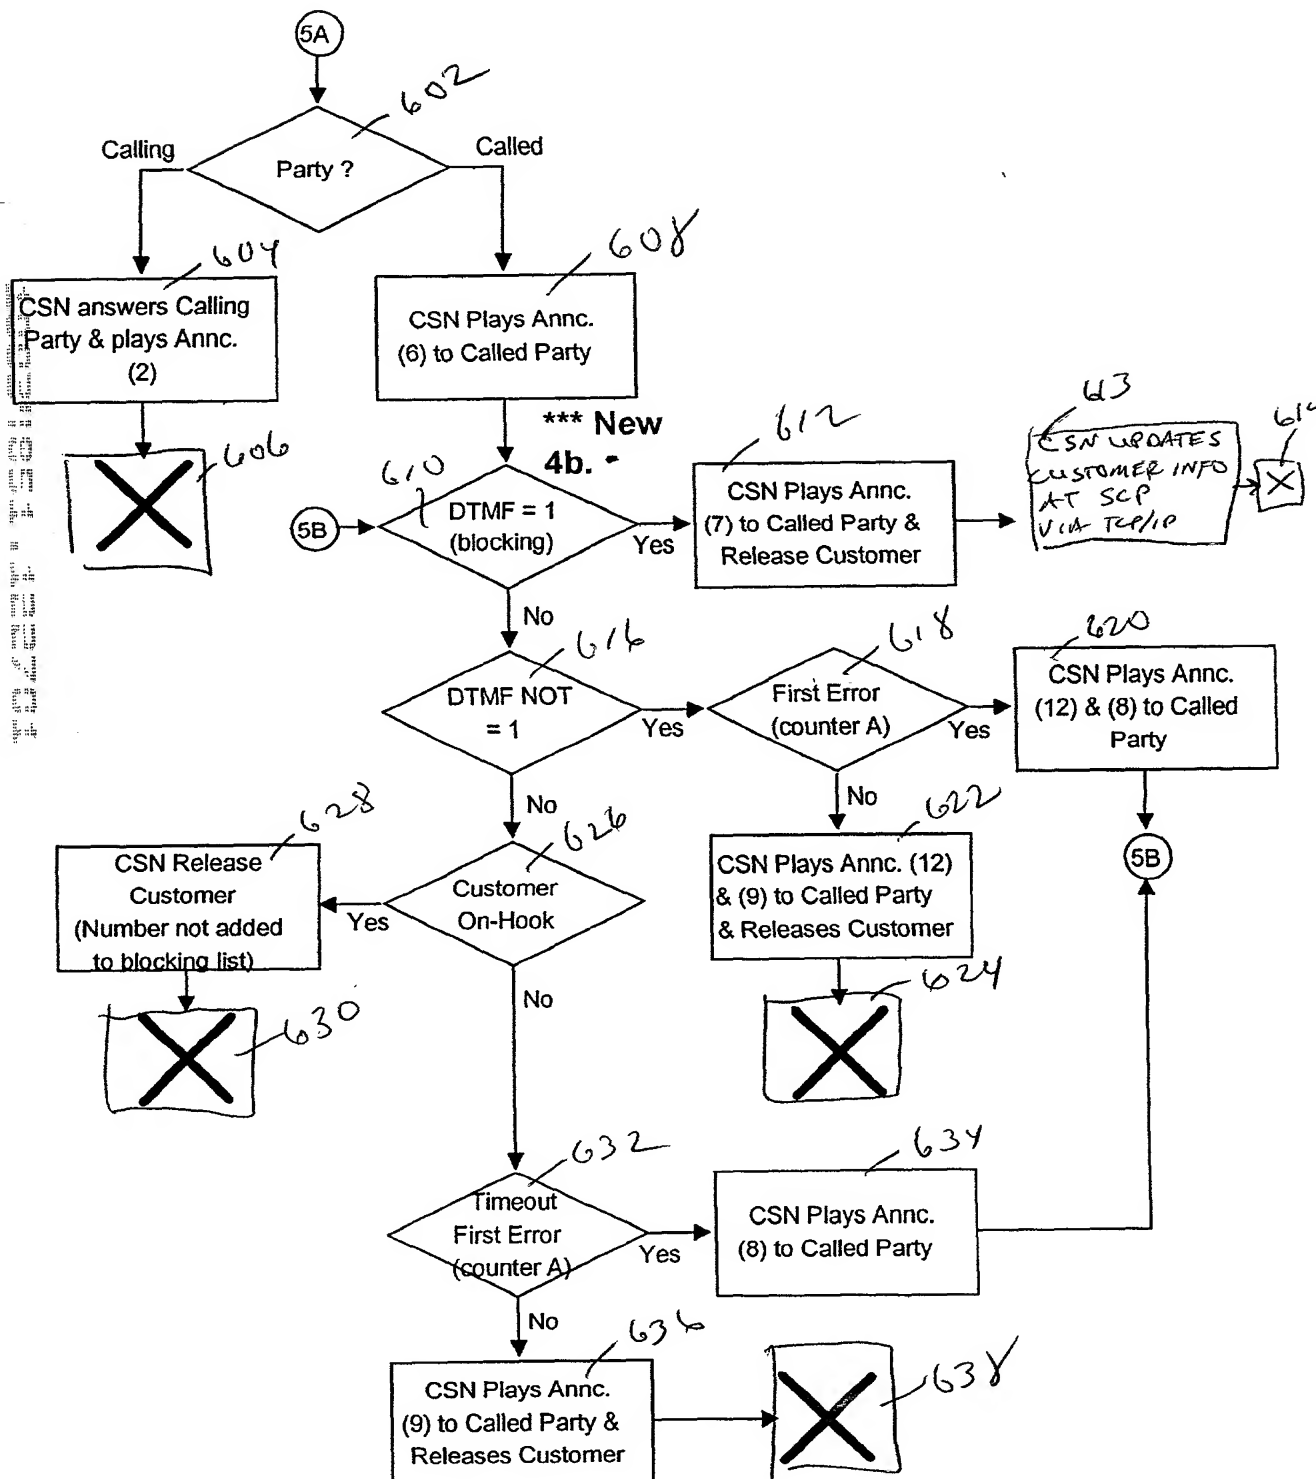 5A
602
Calling
Called
Party ?
604
608
CSN answers Calling
Party & plays Annc.
(2)
CSN Plays Annc.
(6) to Called Party
606
*** New
4b. -
610
612
613
614
5B
DTMF = 1
(blocking)
Yes
CSN Plays Annc.
(7) to Called Party &
Release Customer
CSN UPDATES
CUSTOMER INFO
AT SCP
VIA TCP/IP
No
616
618
620
DTMF NOT
= 1
Yes
First Error
(counter A)
Yes
CSN Plays Annc.
(12) & (8) to Called
Party
No
No
628
626
622
CSN Release
Customer
(Number not added
to blocking list)
Yes
Customer
On-Hook
CSN Plays Annc. (12)
& (9) to Called Party
& Releases Customer
5B
No
630
624
632
634
Timeout
First Error
(counter A)
Yes
CSN Plays Annc.
(8) to Called Party
No
636
638
CSN Plays Annc.
(9) to Called Party &
Releases Customer